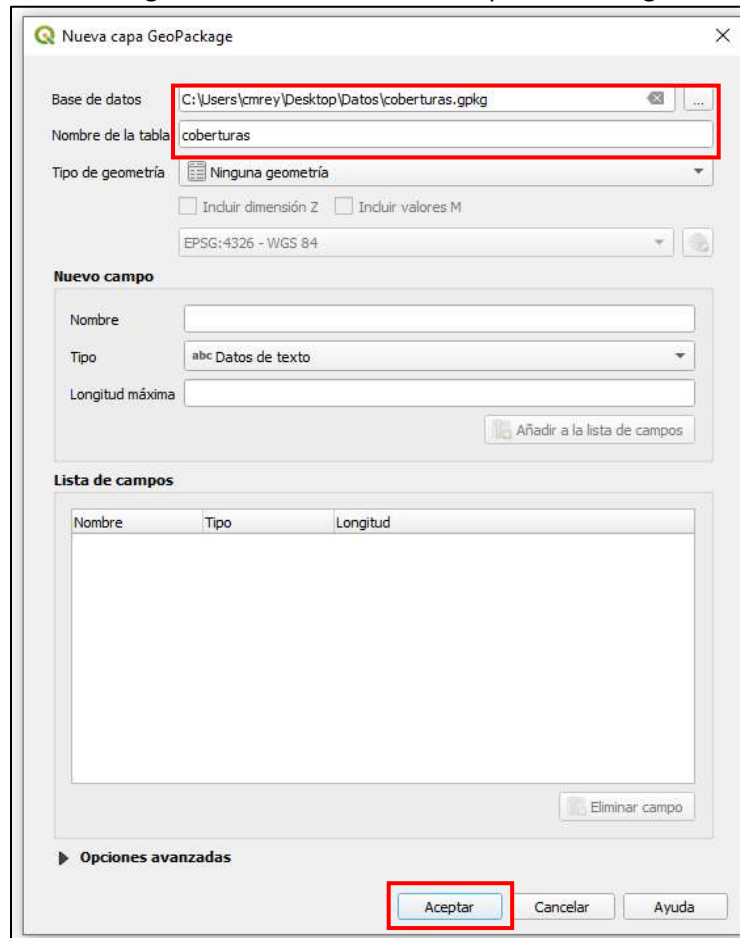 Nueva capa GeoPackage
Base de datos C:\Users\cmrey\Desktop\Datos\coberturas.gpkg ...
Nombre de la tabla coberturas
Tipo de geometría Ninguna geometría
Incluir dimensión Z Incluir valores M
EPSG:4326 - WGS 84
Nuevo campo
Nombre
Tipo abc Datos de texto
Longitud máxima
Añadir a la lista de campos
Lista de campos
Nombre Tipo Longitud
Eliminar campo
Opciones avanzadas
Aceptar Cancelar Ayuda